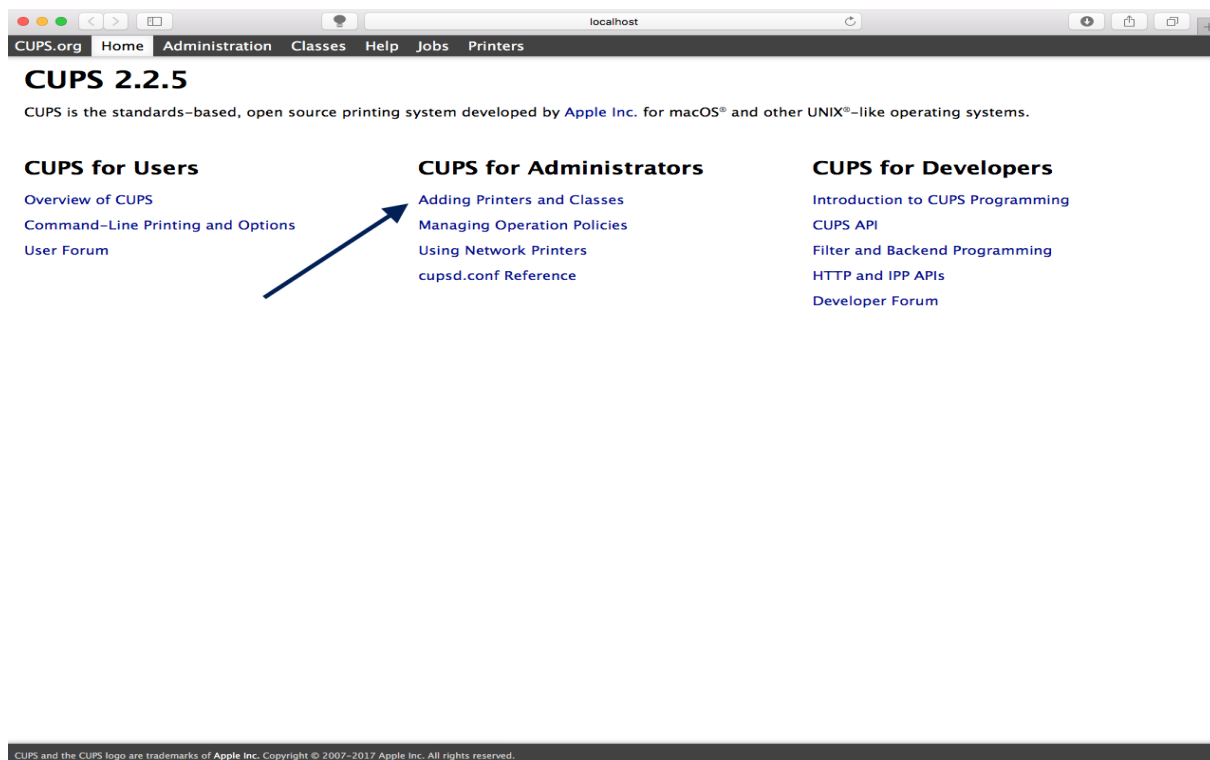 localhost
CUPS.org Home Administration Classes Help Jobs Printers
CUPS 2.2.5
CUPS is the standards-based, open source printing system developed by Apple Inc. for macOS® and other UNIX®-like operating systems.
CUPS for Users
Overview of CUPS
Command-Line Printing and Options
User Forum
CUPS for Administrators
Adding Printers and Classes
Managing Operation Policies
Using Network Printers
cupsd.conf Reference
CUPS for Developers
Introduction to CUPS Programming
CUPS API
Filter and Backend Programming
HTTP and IPP APIs
Developer Forum
CUPS and the CUPS logo are trademarks of Apple Inc. Copyright © 2007-2017 Apple Inc. All rights reserved.